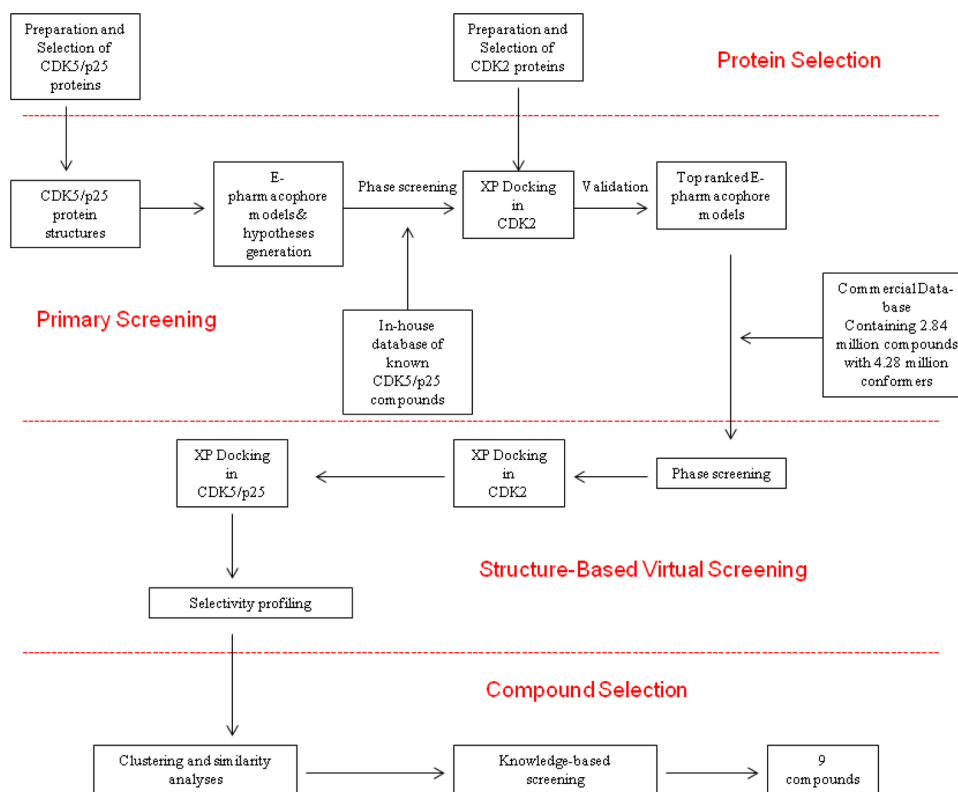 Preparation and
Selection of
CDK5/p25
proteins
Preparation and
Selection of
CDK2 proteins
Protein Selection
CDK5/p25
protein
structures
E-
pharmacophore
models&
hypotheses
generation
Phase screening
XP Docking
in
CDK2
Validation
Top ranked E-
pharmacophore
models
Primary Screening
In-house
database of
known
CDK5/p25
compounds
Commercial Data-
base
Containing 2.84
million compounds
with 4.28 million
conformers
XP Docking
in
CDK5/p25
XP Docking
in
CDK2
Phase screening
Structure-Based Virtual Screening
Selectivity profiling
Compound Selection
Clustering and similarity
analyses
Knowledge-based
screening
9
compounds